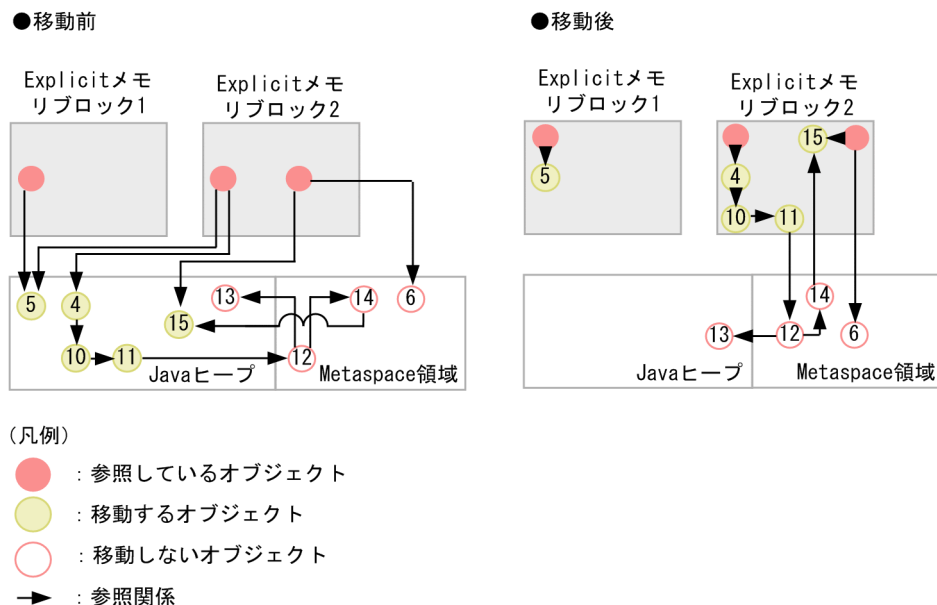 ●移動前
●移動後
Explicitメモ
リブロック1
Explicitメモ
リブロック2
Explicitメモ
リブロック1
Explicitメモ
リブロック2
15
5
4
10
11
5
4
13
14
6
15
10
11
12
Javaヒープ
Metaspace領域
14
13
12
6
Javaヒープ
Metaspace領域
(凡例)
：参照しているオブジェクト
：移動するオブジェクト
：移動しないオブジェクト
：参照関係